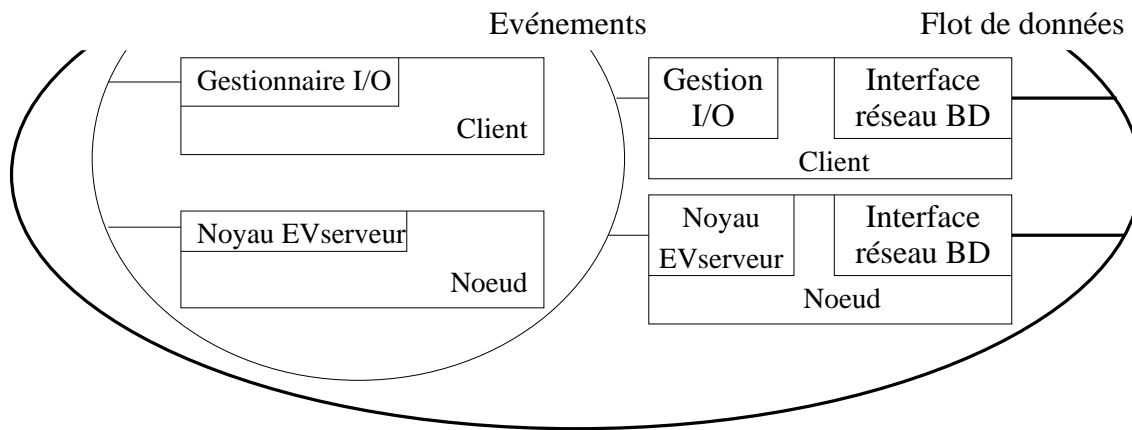 Evénements
Flot de données
Gestionnaire I/O
Client
Gestion
I/O
Interface
réseau BD
Client
Noyau EVserveur
Noeud
Noyau
EVserveur
Interface
réseau BD
Noeud